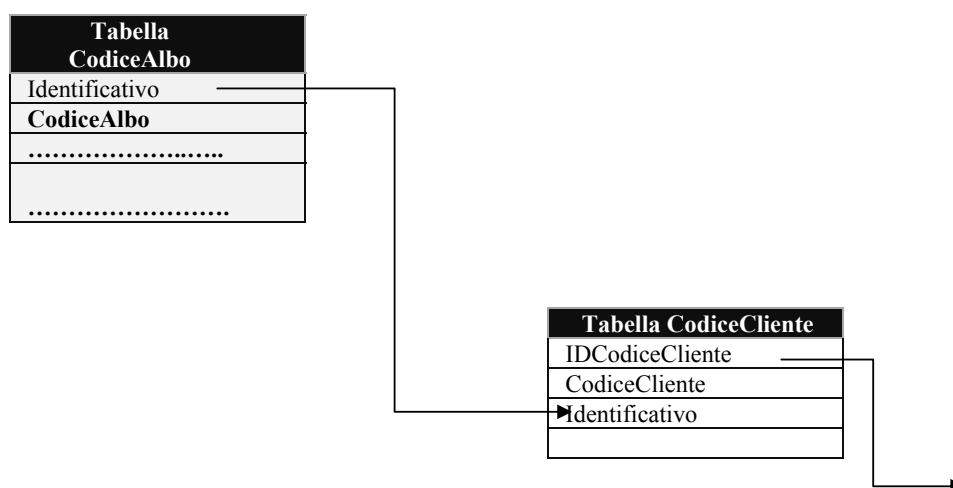 Tabella
CodiceAlbo
Identificativo
CodiceAlbo
………………..…..
…………………….
Tabella CodiceCliente
IDCodiceCliente
CodiceCliente
Identificativo